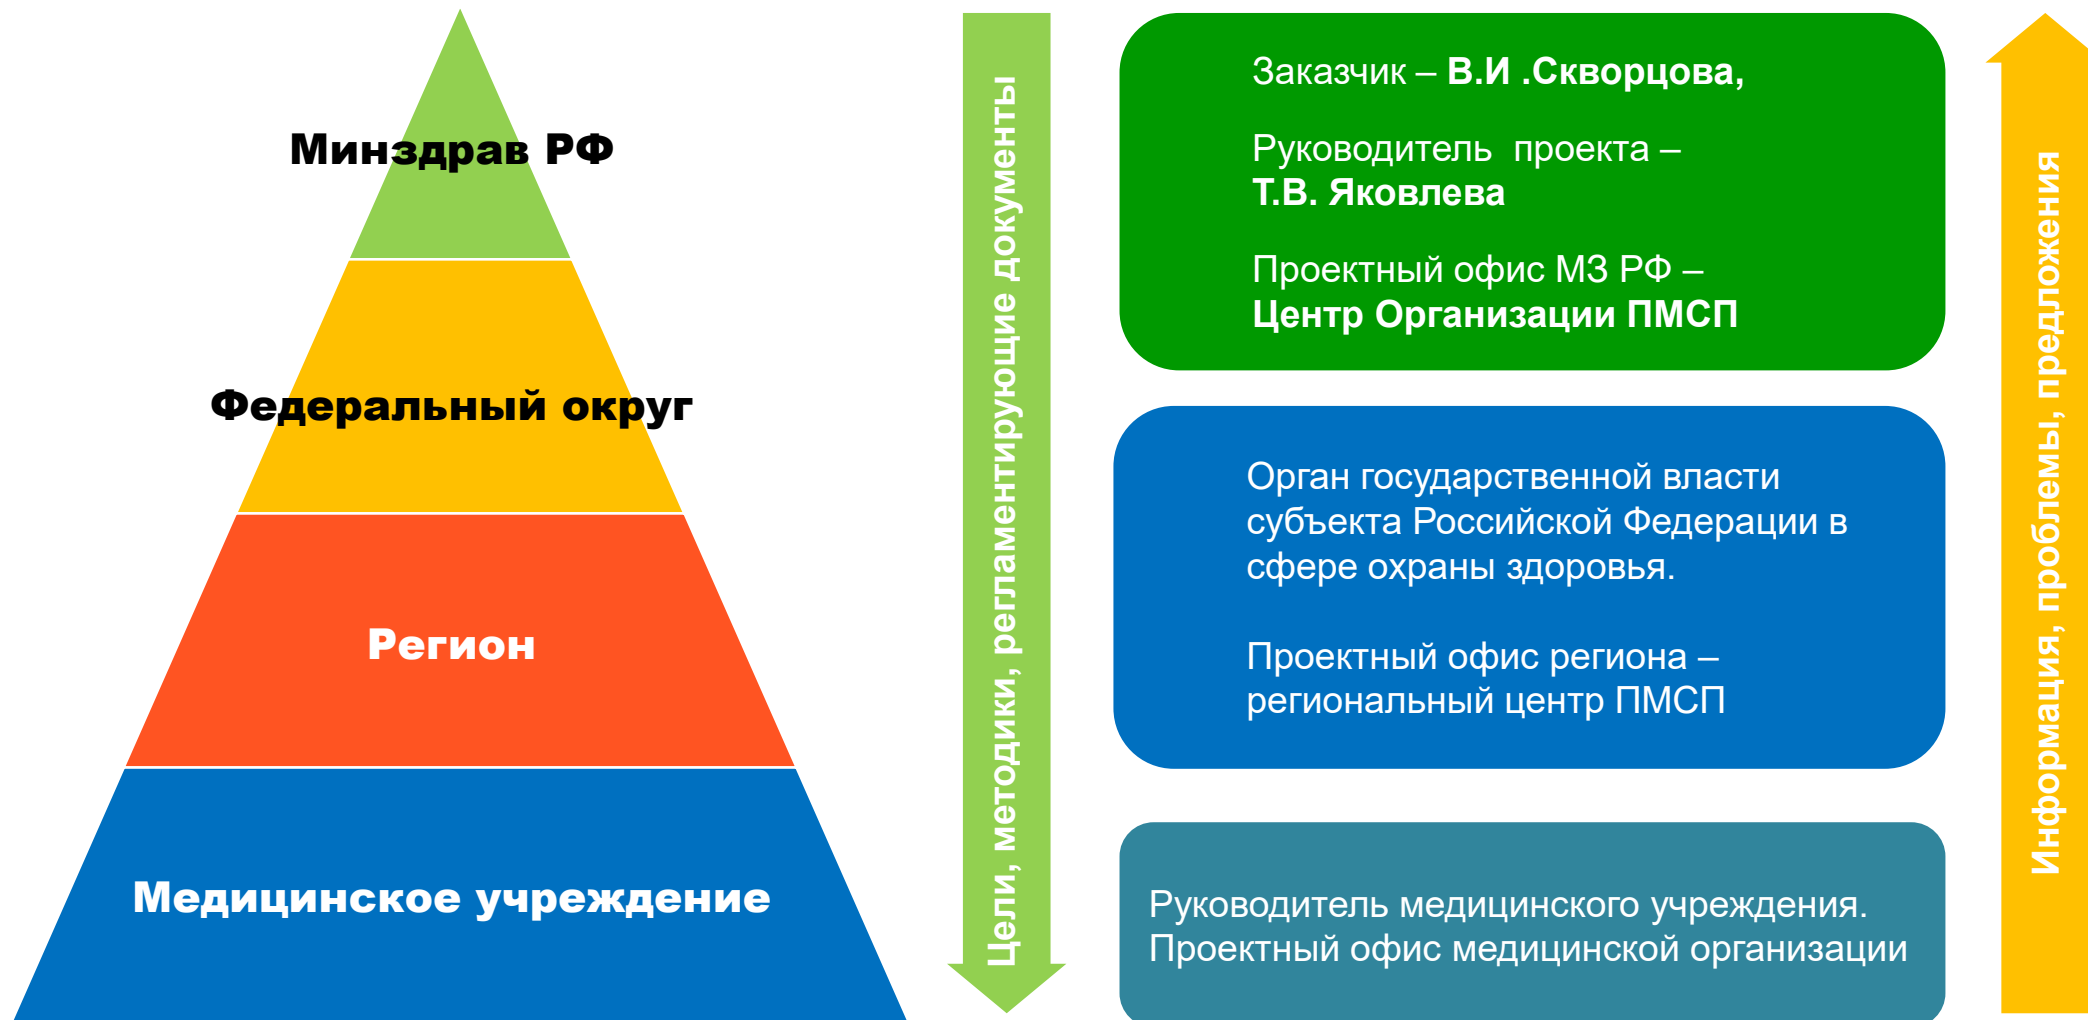 Минздрав РФ
Федеральный округ
Регион
Медицинское учреждение
Цели, методики, регламентирующие документы
Заказчик – В.И .Скворцова,
Руководитель  проекта –
Т.В. Яковлева
Проектный офис МЗ РФ –
Центр Организации ПМСП
Орган государственной власти
субъекта Российской Федерации в
сфере охраны здоровья.
Проектный офис региона –
региональный центр ПМСП
Руководитель медицинского учреждения.
Проектный офис медицинской организации
Информация, проблемы, предложения